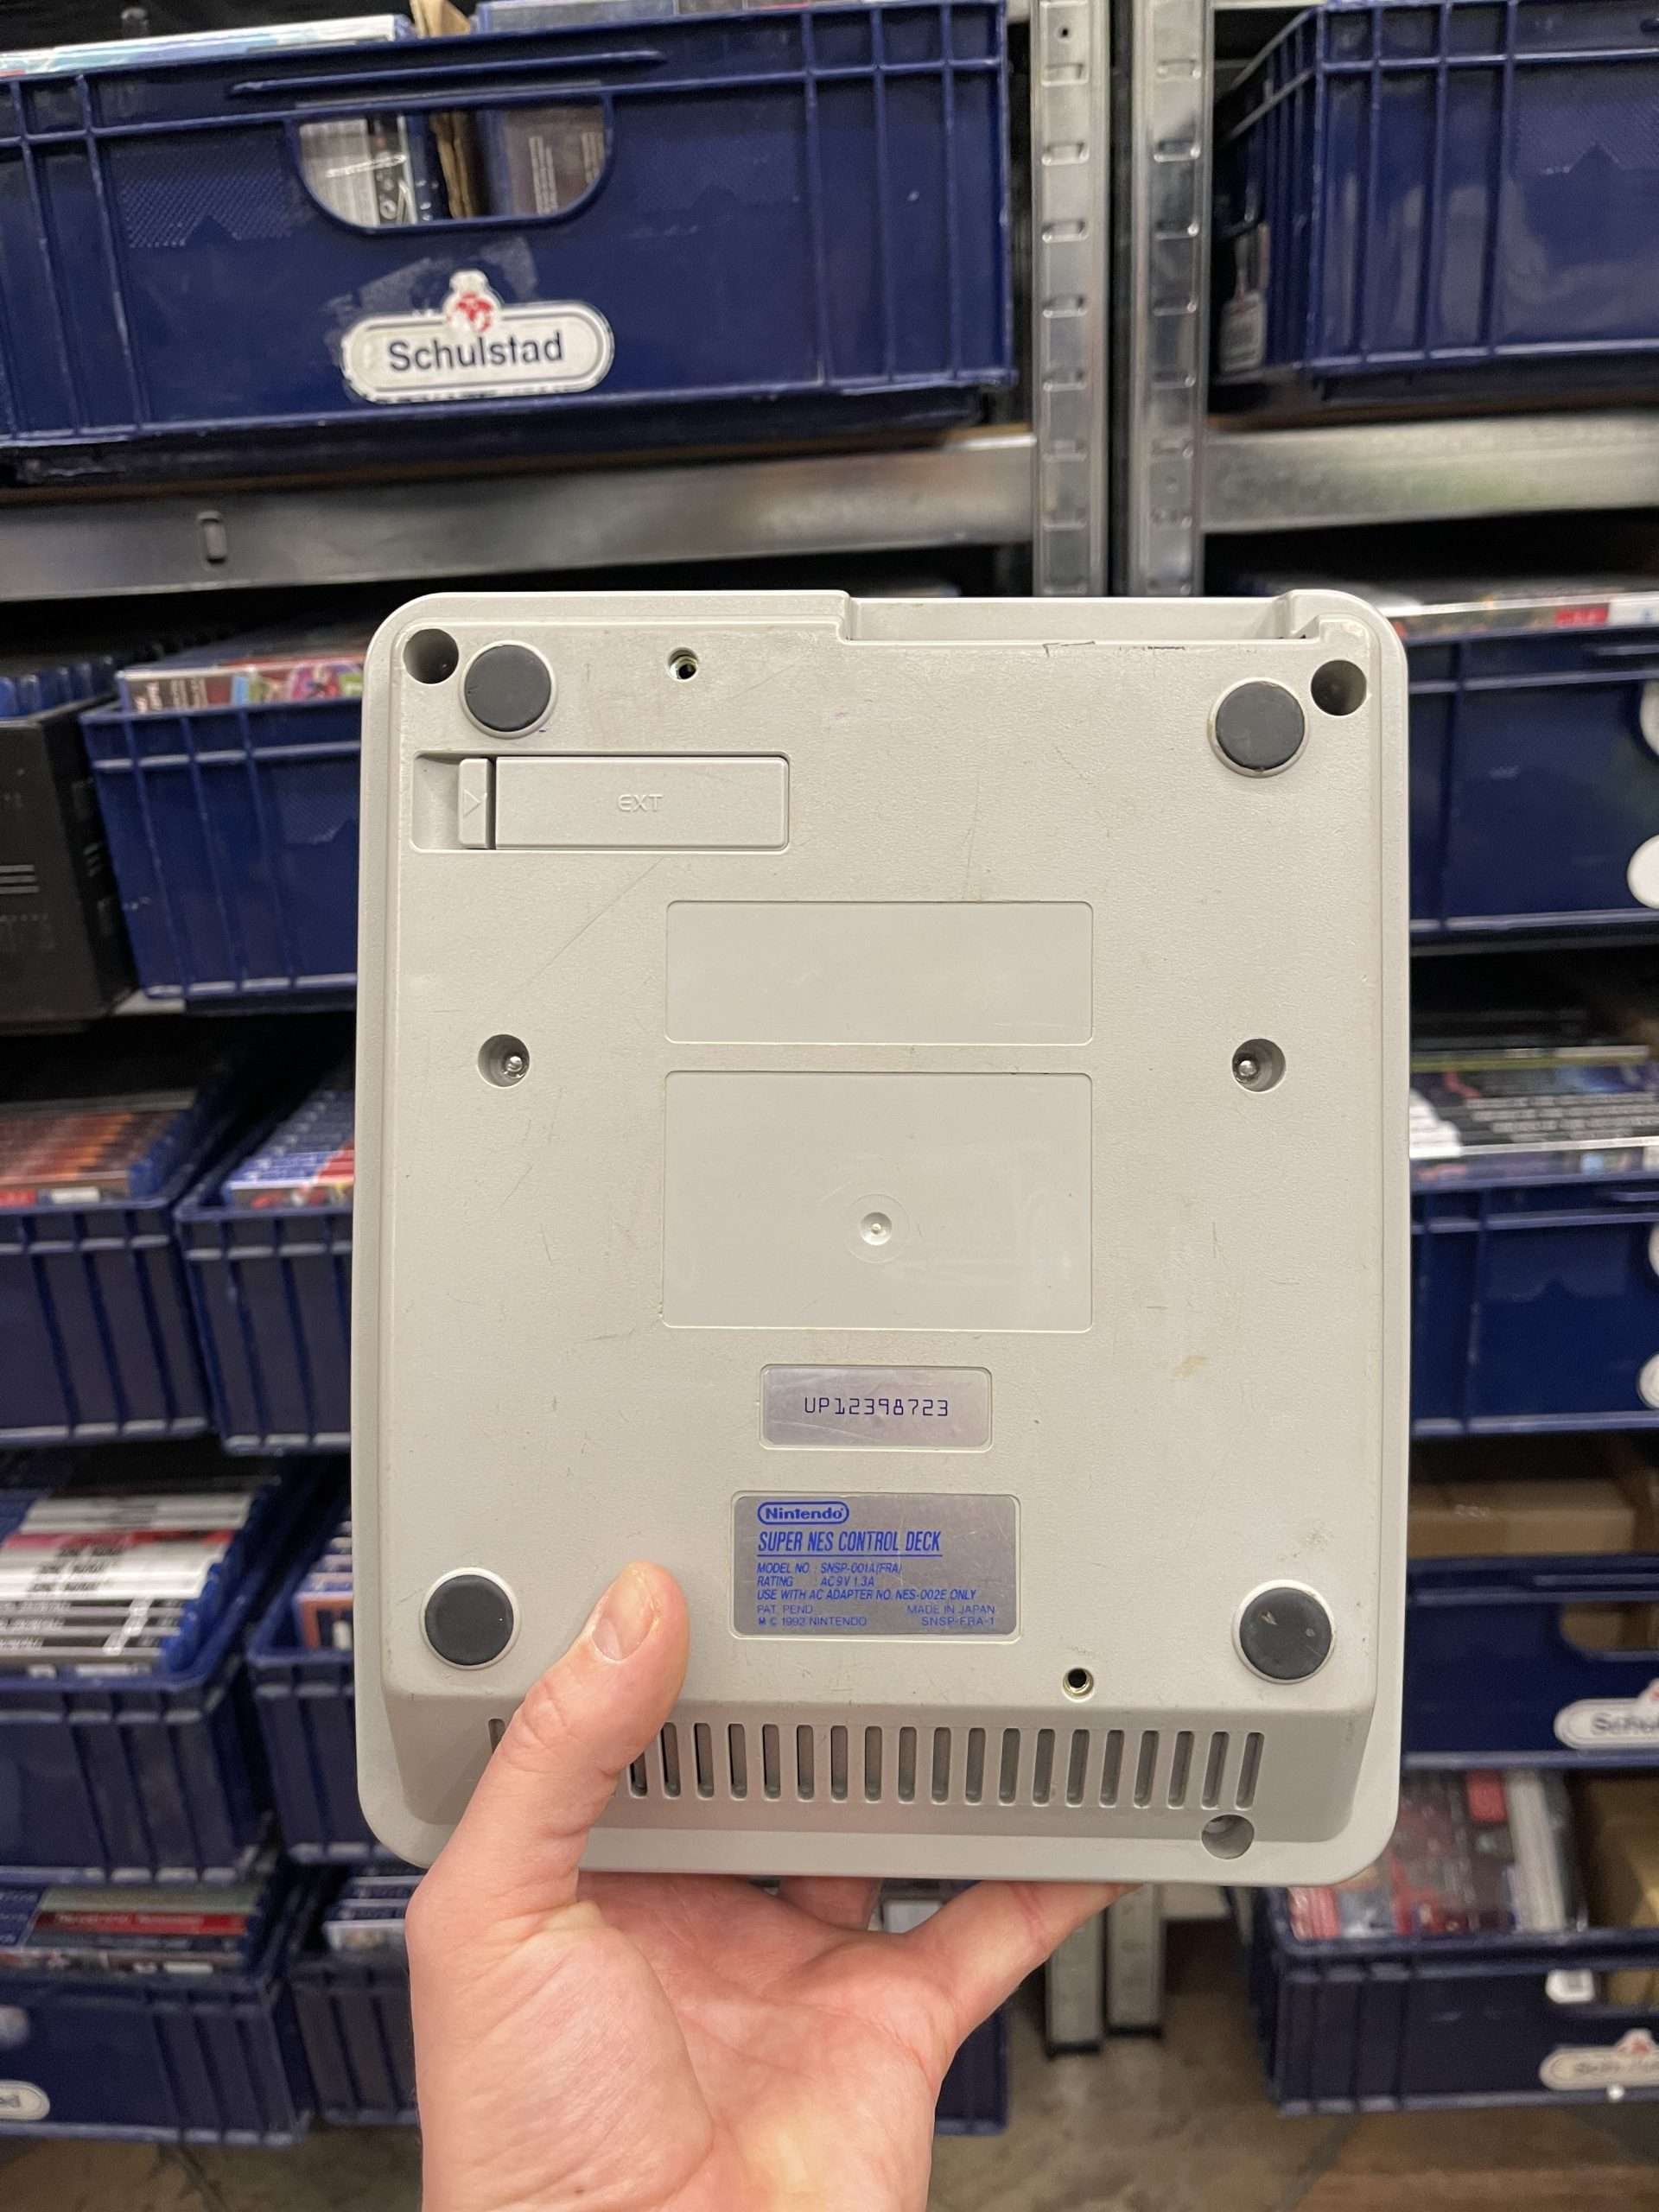 Schulstad
EXT
UP12398723
Nintendo
SUPER NES CONTROL DECK
MODEL NO. SNSP-001A(FRA)
RATING AC 9V 1.3A
USE WITH AC ADAPTER NO. NES-002E ONLY
PAT. PEND. MADE IN JAPAN
M © 1992 NINTENDO SNSP-FRA-1